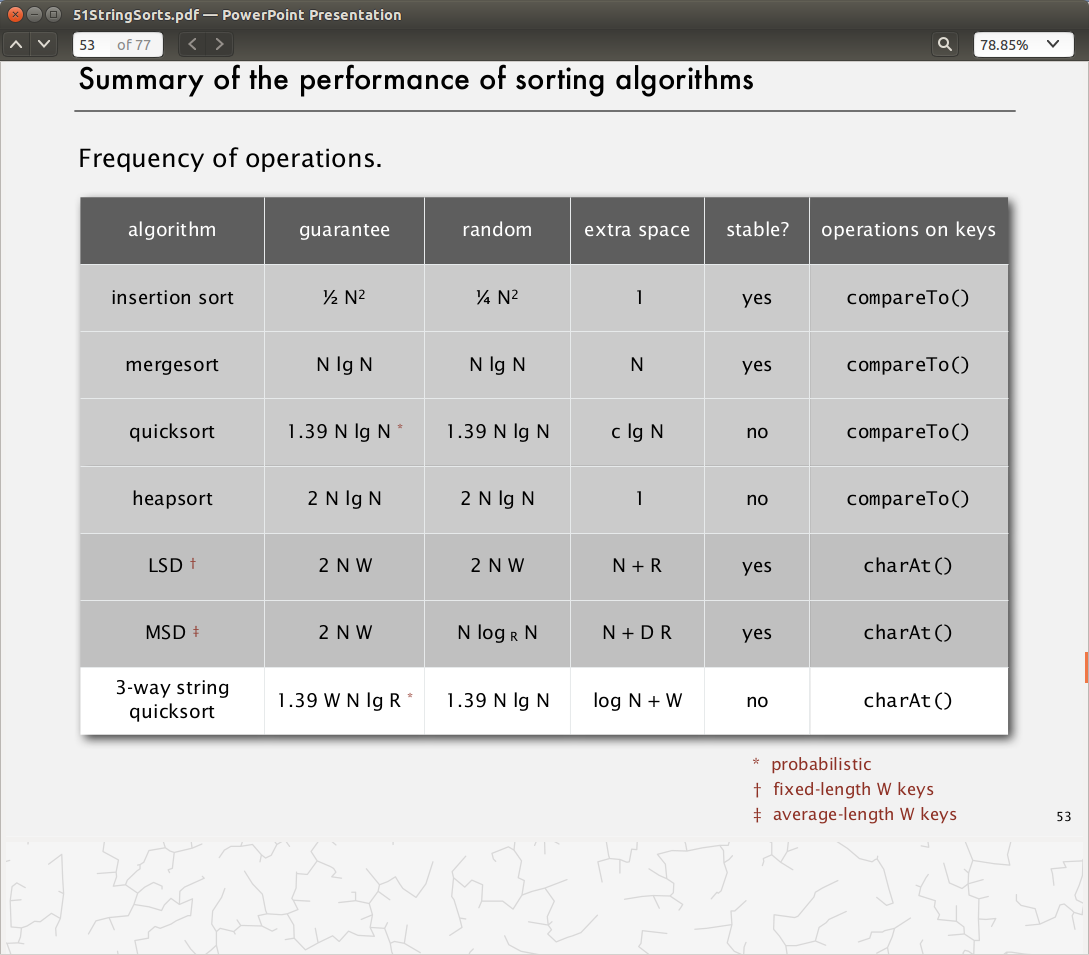 51StringSorts.pdf — PowerPoint Presentation
53 of 77 78.85%
Summary of the performance of sorting algorithms
Frequency of operations.
algorithm guarantee random extra space stable? operations on keys
insertion sort ½ N² ¼ N² 1 yes compareTo()
mergesort N lg N N lg N N yes compareTo()
quicksort 1.39 N lg N * 1.39 N lg N c lg N no compareTo()
heapsort 2 N lg N 2 N lg N 1 no compareTo()
LSD † 2 N W 2 N W N + R yes charAt()
MSD ‡ 2 N W N log R N N + D R yes charAt()
3-way string
quicksort 1.39 W N lg R * 1.39 N lg N log N + W no charAt()
* probabilistic
† fixed-length W keys
‡ average-length W keys
53